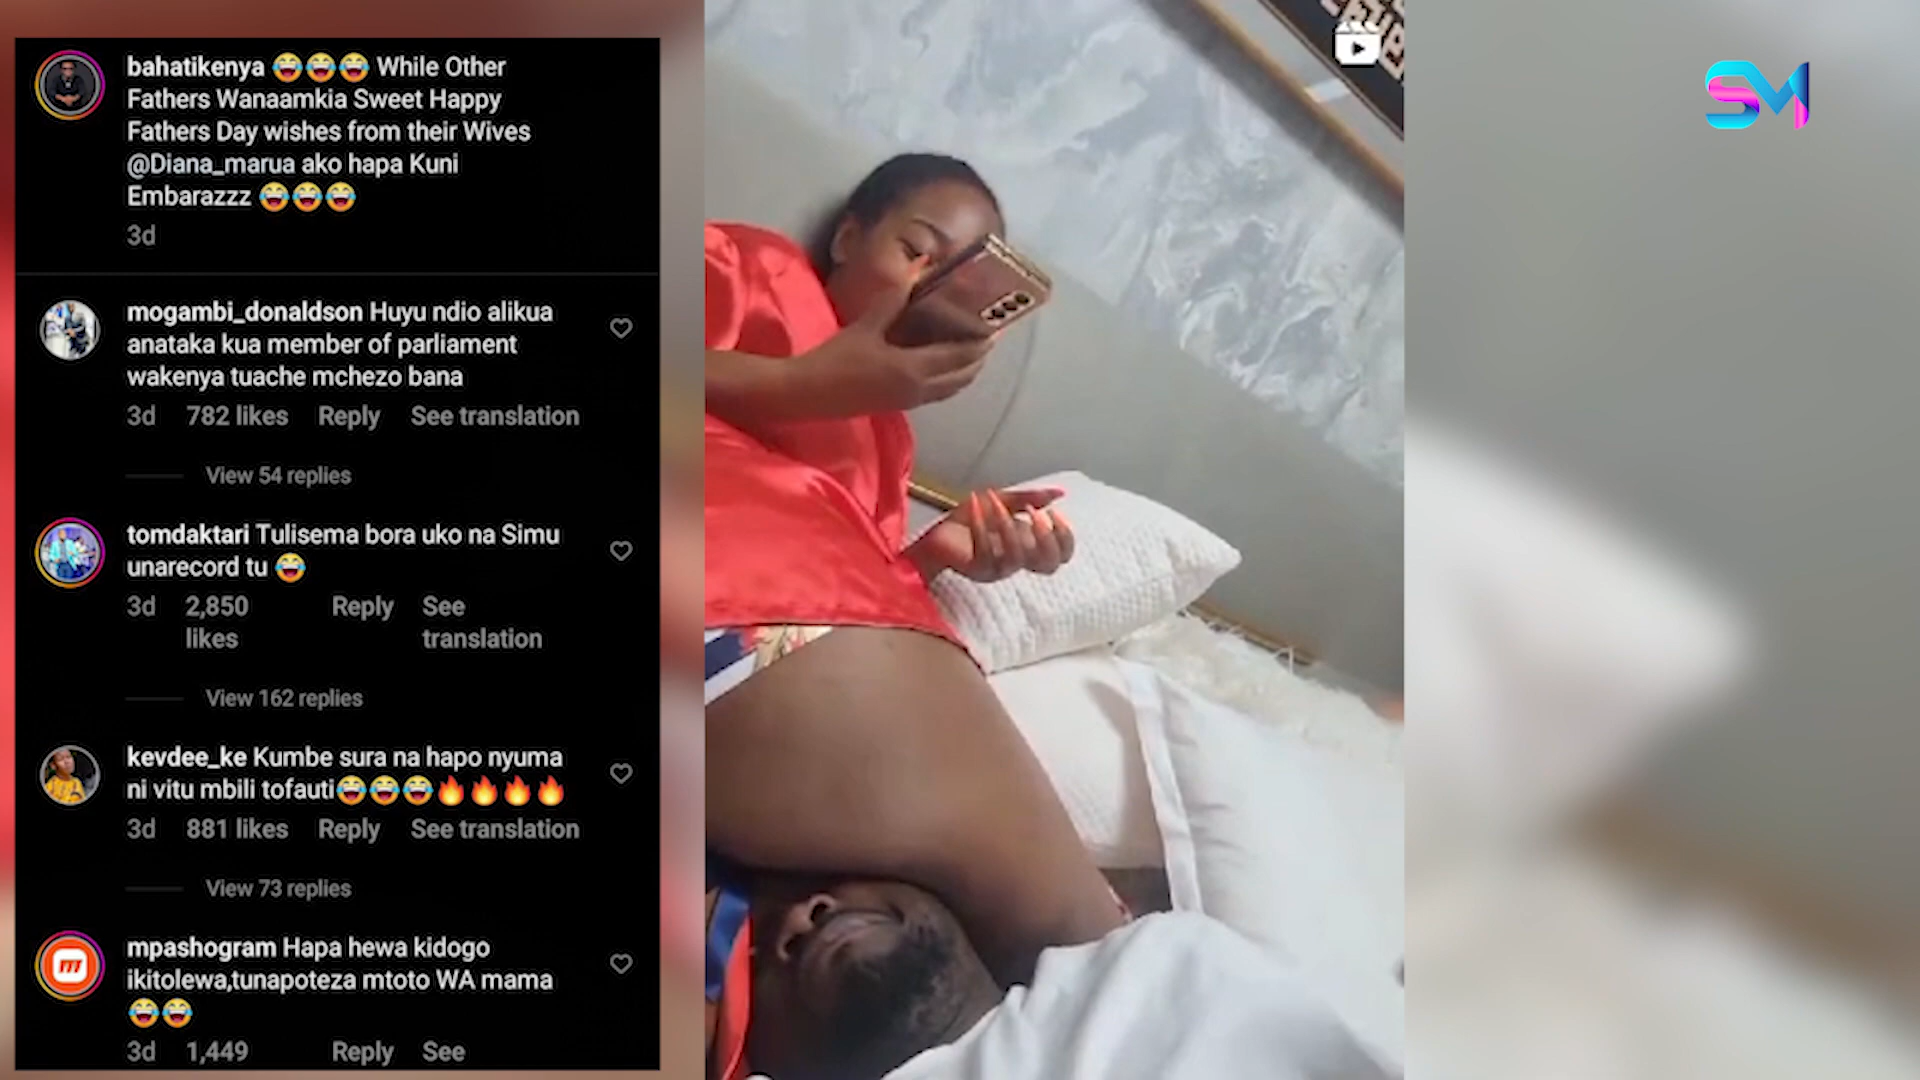 bahatikenya 😂😂😂 While Other
Fathers Wanaamkia Sweet Happy
Fathers Day wishes from their Wives
@Diana_marua ako hapa Kuni
Embarazzz 😂😂😂
3d
mogambi_donaldson Huyu ndio alikua
anataka kua member of parliament
wakenya tuache mchezo bana
3d 782 likes Reply See translation
View 54 replies
tomdaktari Tulisema bora uko na Simu
unarecord tu 😂
3d 2,850 likes Reply See translation
View 162 replies
kevdee_ke Kumbe sura na hapo nyuma
ni vitu mbili tofauti😂😂😂🔥🔥🔥🔥
3d 881 likes Reply See translation
View 73 replies
mpashogram Hapa hewa kidogo
ikitolewa,tunapoteza mtoto WA mama
😂😂
3d 1,449 Reply See
SM